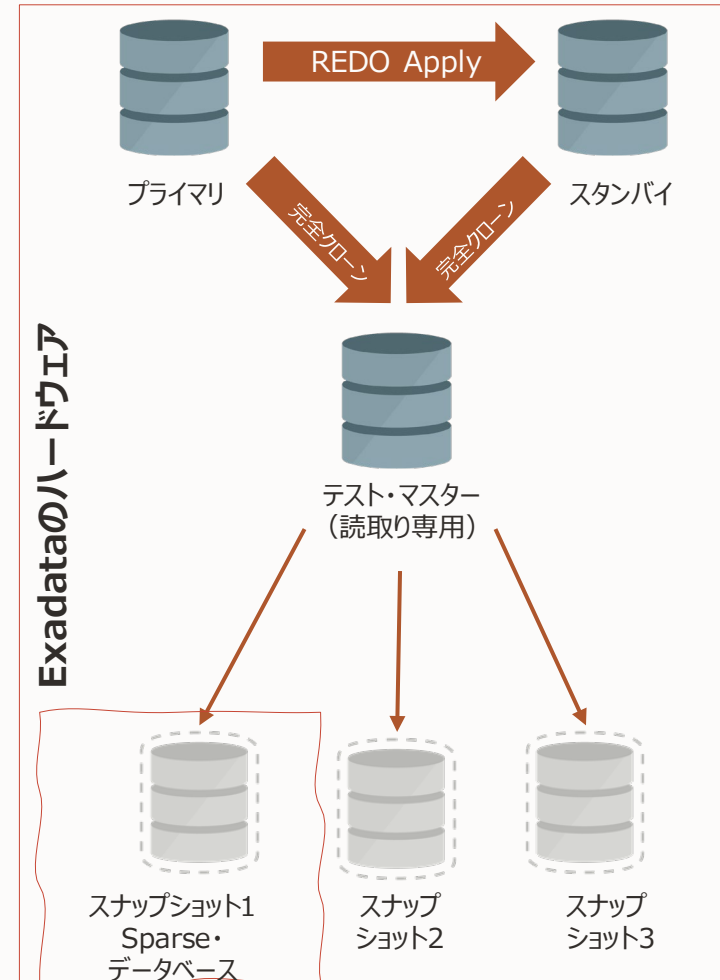 REDO Apply
プライマリ
スタンバイ
完全クローン
完全クローン
Exadataのハードウェア
テスト・マスター
（読取り専用）
スナップショット1
Sparse・
データベース
スナップ
ショット2
スナップ
ショット3